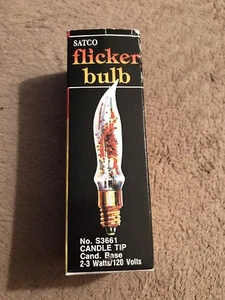 SATCO
flicker
bulb
No. S3661
CANDLE TIP
Cand. Base
2-3 Watts/120 Volts